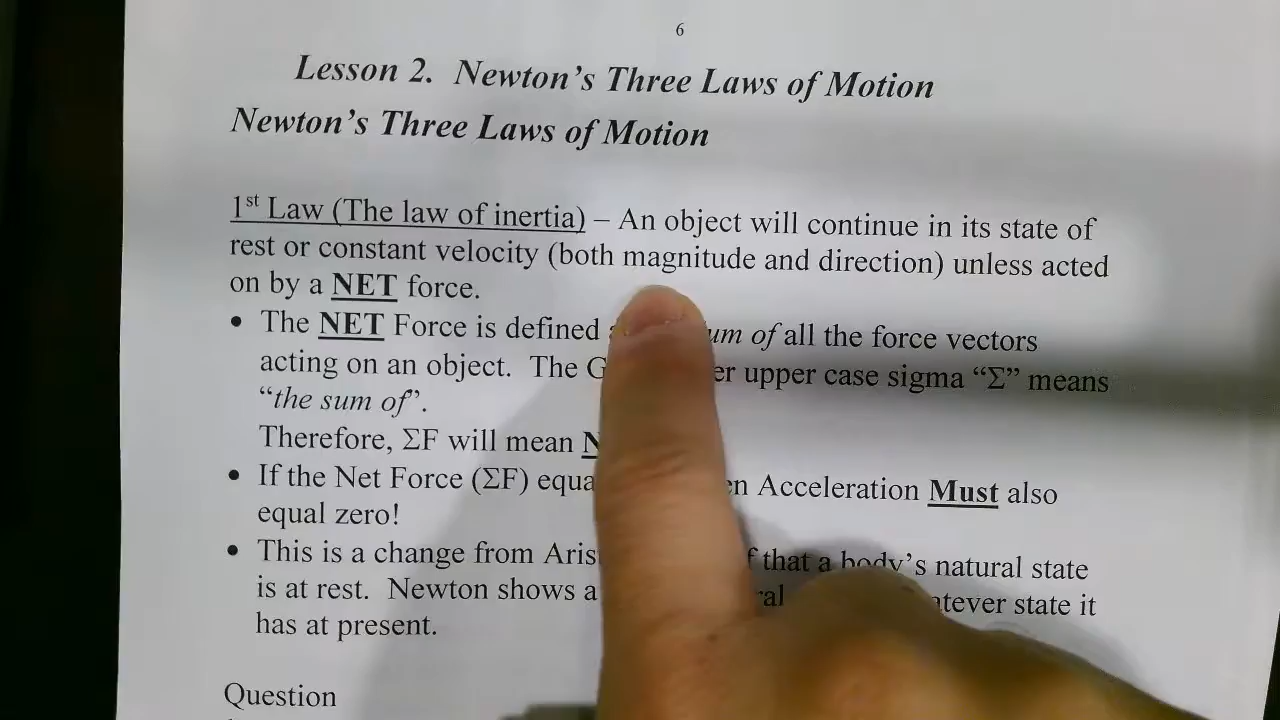 6
Lesson 2. Newton's Three Laws of Motion
Newton's Three Laws of Motion
1st Law (The law of inertia) – An object will continue in its state of
rest or constant velocity (both magnitude and direction) unless acted
on by a NET force.
• The NET Force is defined um of all the force vectors
acting on an object. The G er upper case sigma “Σ” means
“the sum of”.
Therefore, ΣF will mean N
• If the Net Force (ΣF) equa en Acceleration Must also
equal zero!
• This is a change from Aris f that a body's natural state
is at rest. Newton shows a ral atever state it
has at present.
Question